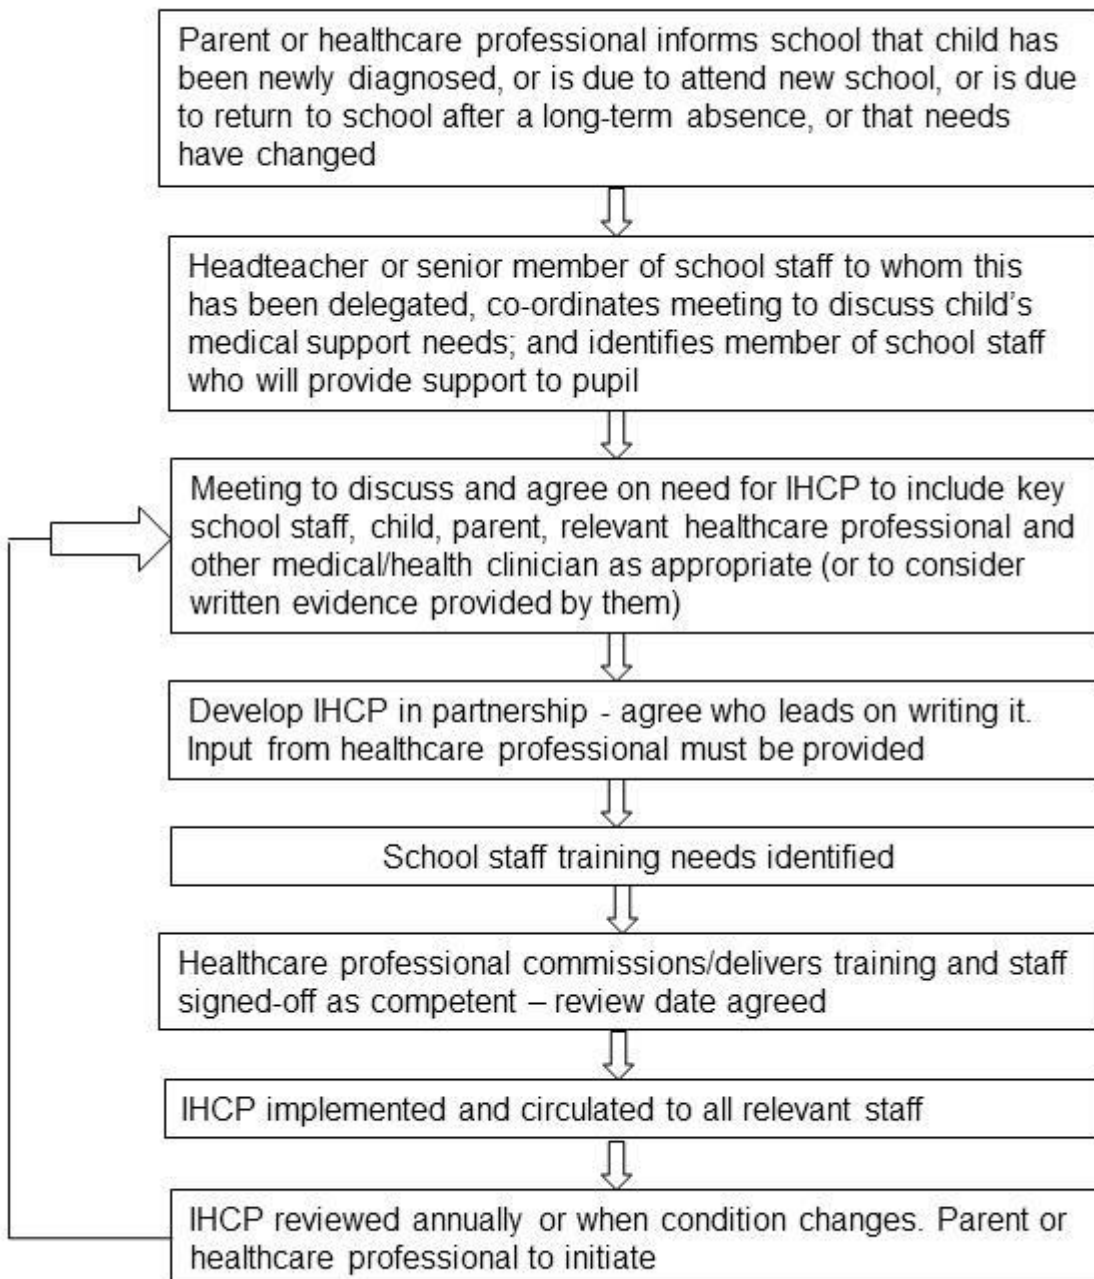 Parent or healthcare professional informs school that child has
been newly diagnosed, or is due to attend new school, or is due
to return to school after a long-term absence, or that needs
have changed
Headteacher or senior member of school staff to whom this
has been delegated, co-ordinates meeting to discuss child’s
medical support needs; and identifies member of school staff
who will provide support to pupil
Meeting to discuss and agree on need for IHCP to include key
school staff, child, parent, relevant healthcare professional and
other medical/health clinician as appropriate (or to consider
written evidence provided by them)
Develop IHCP in partnership - agree who leads on writing it.
Input from healthcare professional must be provided
School staff training needs identified
Healthcare professional commissions/delivers training and staff
signed-off as competent – review date agreed
IHCP implemented and circulated to all relevant staff
IHCP reviewed annually or when condition changes. Parent or
healthcare professional to initiate